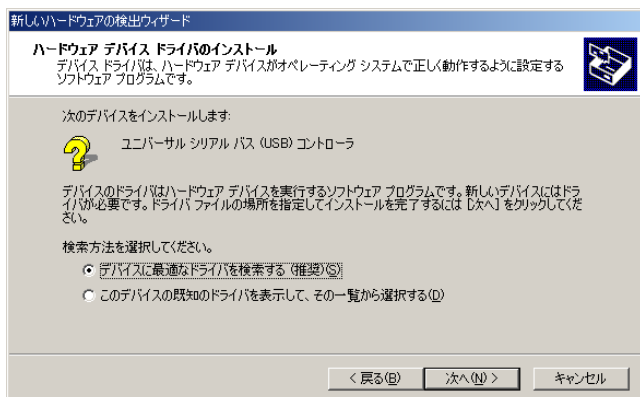 新しいハードウェアの検出ウィザード
ハードウェア デバイス ドライバのインストール
デバイス ドライバは、ハードウェア デバイスがオペレーティング システムで正しく動作するように設定する
ソフトウェア プログラムです。
次のデバイスをインストールします:
ユニバーサル シリアル バス (USB) コントローラ
デバイスのドライバはハードウェア デバイスを実行するソフトウェア プログラムです。新しいデバイスにはドラ
イバが必要です。ドライバ ファイルの場所を指定してインストールを完了するには [次へ] をクリックしてくだ
さい。
検索方法を選択してください。
デバイスに最適なドライバを検索する (推奨)(S)
このデバイスの既知のドライバを表示して、その一覧から選択する(D)
< 戻る(B)
次へ(N) >
キャンセル